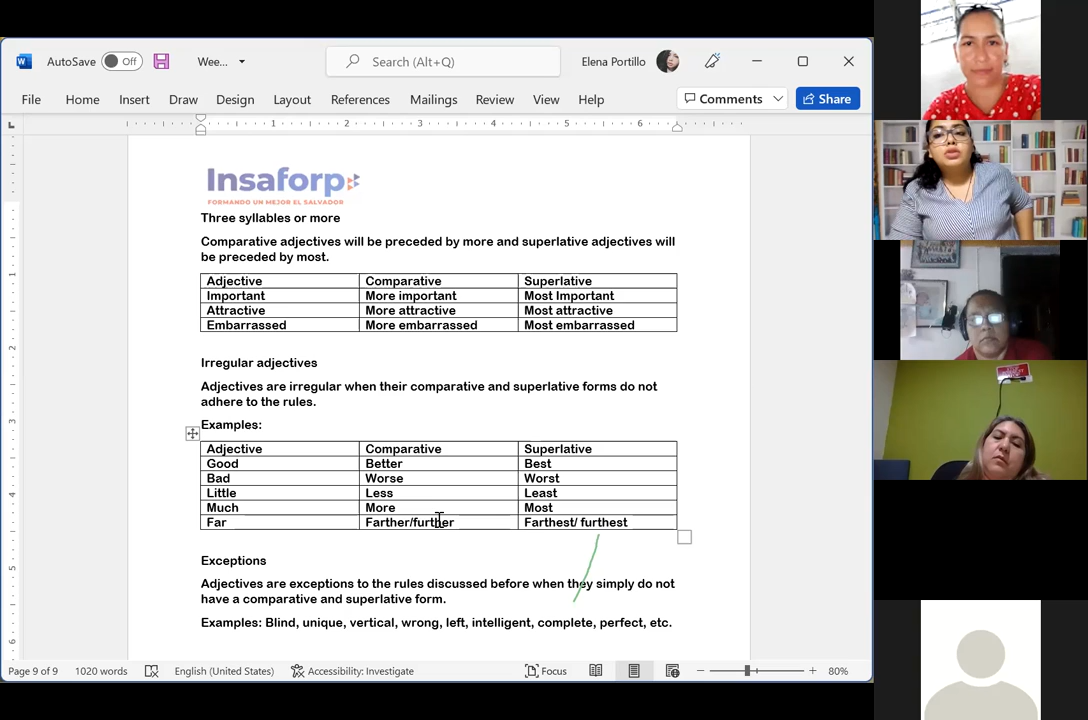 AutoSave Off Wee... Search (Alt+Q) Elena Portillo
File Home Insert Draw Design Layout References Mailings Review View Help Comments Share
1 2 3 4 5 6
Insaforp
FORMANDO UN MEJOR EL SALVADOR
Three syllables or more
Comparative adjectives will be preceded by more and superlative adjectives will
be preceded by most.
Adjective Comparative Superlative
Important More important Most Important
Attractive More attractive Most attractive
Embarrassed More embarrassed Most embarrassed
Irregular adjectives
Adjectives are irregular when their comparative and superlative forms do not
adhere to the rules.
Examples:
Adjective Comparative Superlative
Good Better Best
Bad Worse Worst
Little Less Least
Much More Most
Far Farther/further Farthest/ furthest
Exceptions
Adjectives are exceptions to the rules discussed before when they simply do not
have a comparative and superlative form.
Examples: Blind, unique, vertical, wrong, left, intelligent, complete, perfect, etc.
Page 9 of 9 1020 words English (United States) Accessibility: Investigate Focus 80%